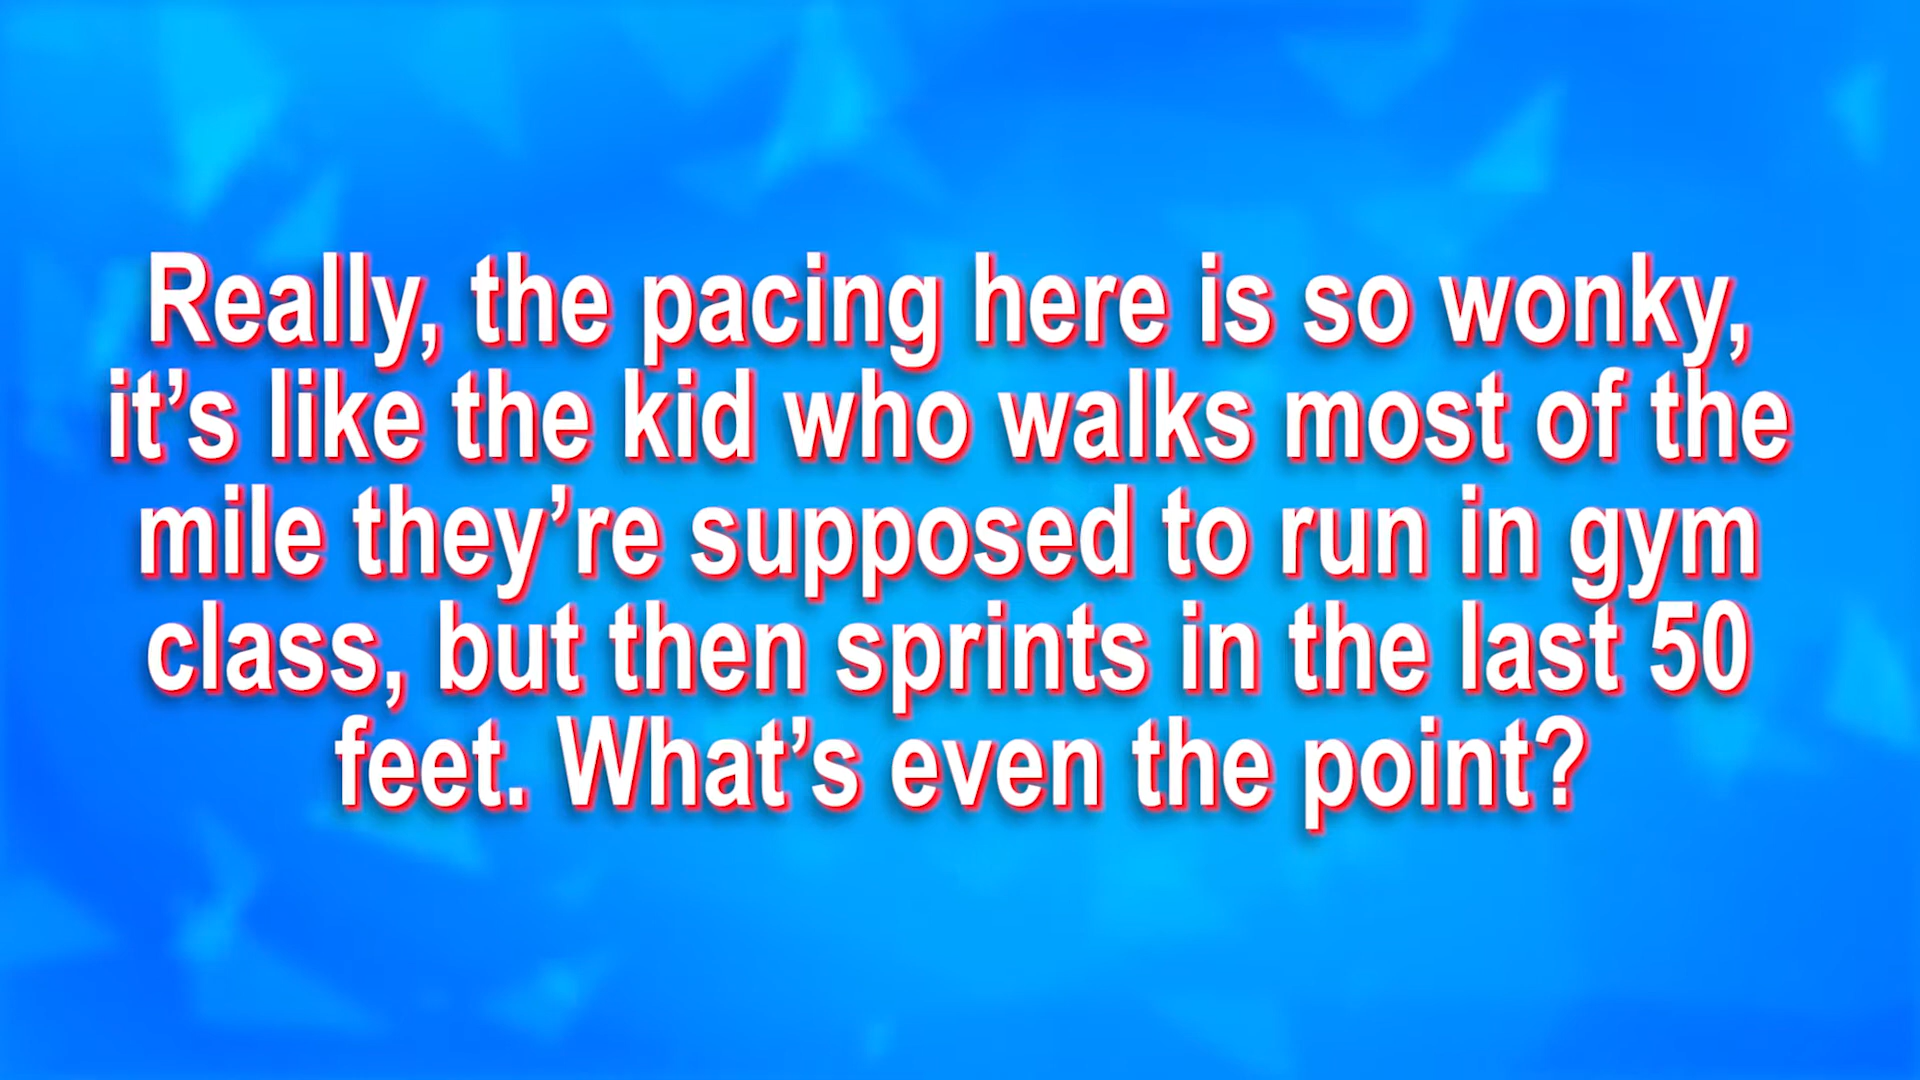 Really, the pacing here is so wonky,
it’s like the kid who walks most of the
mile they’re supposed to run in gym
class, but then sprints in the last 50
feet. What’s even the point?